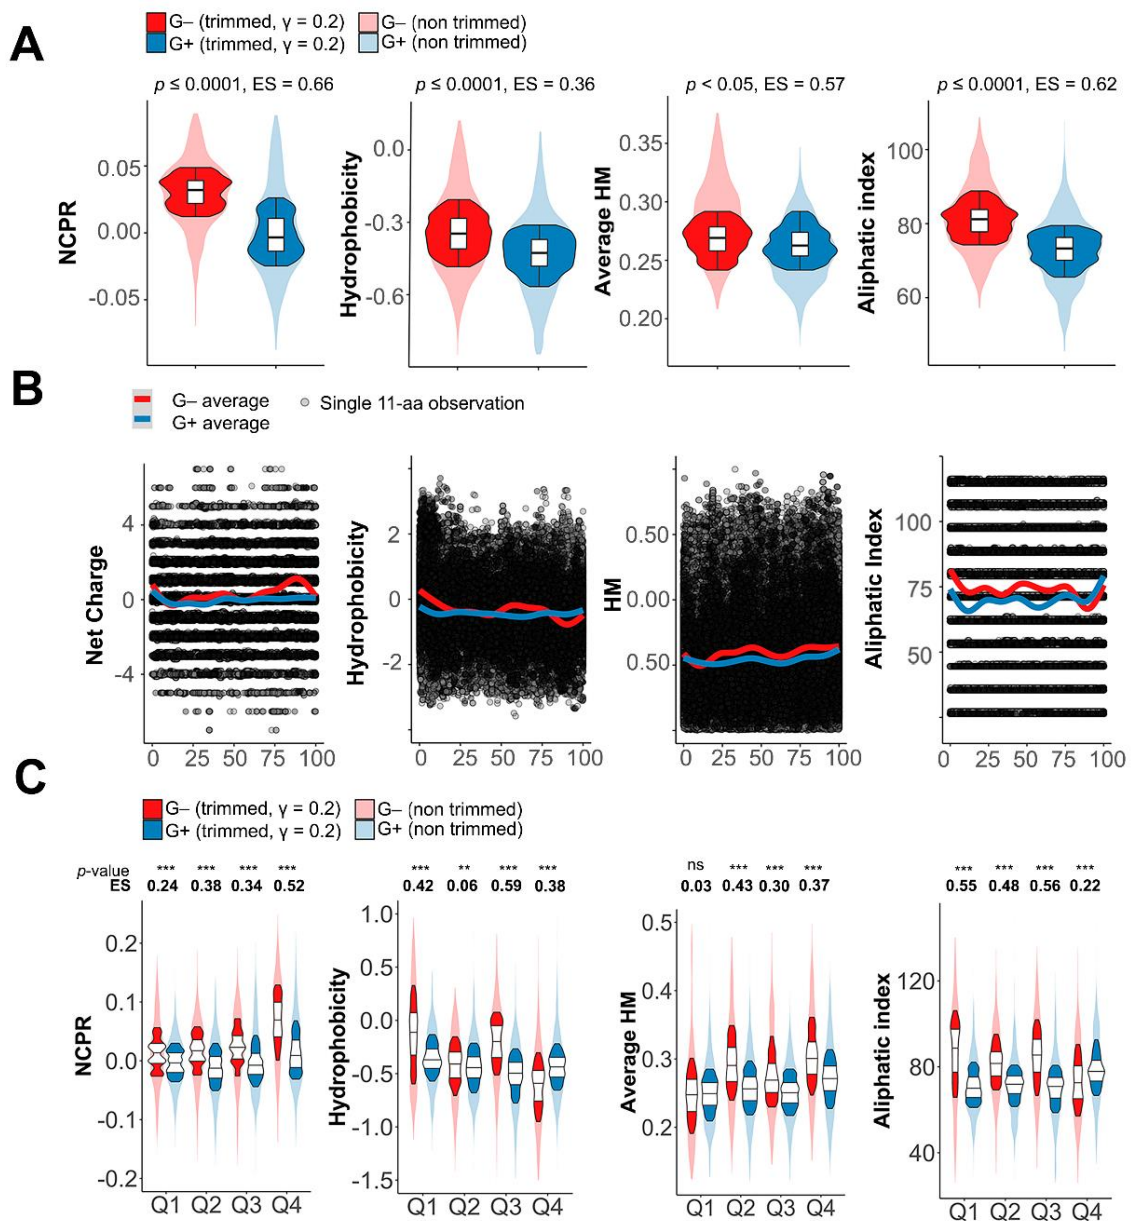 A
G– (trimmed, γ = 0.2) G– (non trimmed)
G+ (trimmed, γ = 0.2) G+ (non trimmed)
p ≤ 0.0001, ES = 0.66
p ≤ 0.0001, ES = 0.36
p < 0.05, ES = 0.57
p ≤ 0.0001, ES = 0.62
NCPR
0.05
0.00
-0.05
Hydrophobicity
0.0
-0.3
-0.6
Average HM
0.35
0.30
0.25
0.20
Aliphatic index
100
80
60
B
G– average Single 11-aa observation
G+ average
Net Charge
4
0
-4
0 25 50 75 100
Hydrophobicity
2
0
-2
0 25 50 75 100
HM
0.50
0.00
0.50
0 25 50 75 100
Aliphatic Index
100
75
50
0 25 50 75 100
C
G– (trimmed, γ = 0.2) G– (non trimmed)
G+ (trimmed, γ = 0.2) G+ (non trimmed)
p-value *** *** *** ***
ES 0.24 0.38 0.34 0.52
*** ** *** ***
0.42 0.06 0.59 0.38
ns *** *** ***
0.03 0.43 0.30 0.37
*** *** *** ***
0.55 0.48 0.56 0.22
NCPR
0.2
0.1
0.0
-0.1
-0.2
Q1 Q2 Q3 Q4
Hydrophobicity
1.0
0.5
0.0
-0.5
-1.0
-1.5
Q1 Q2 Q3 Q4
Average HM
0.5
0.4
0.3
0.2
Q1 Q2 Q3 Q4
Aliphatic index
120
80
40
Q1 Q2 Q3 Q4